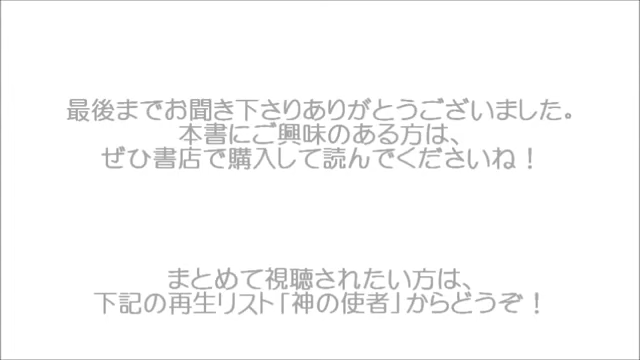 最後までお聞き下さりありがとうございました。
本書にご興味のある方は、
ぜひ書店で購入して読んでくださいね！
まとめて視聴されたい方は、
下記の再生リスト「神の使者」からどうぞ！